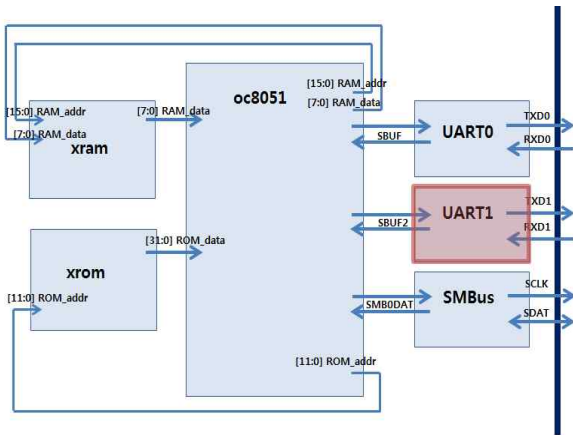 [15:0] RAM_addr
oc8051
[7:0] RAM_data
[15:0] RAM_addr
[7:0] RAM_data
[7:0] RAM_data
xram
TXD0
SBUF
UART0
RXD0
TXD1
SBUF2
UART1
RXD1
[31:0] ROM_data
xrom
[11:0] ROM_addr
SCLK
SMB0DAT
SMBus
SDAT
[11:0] ROM_addr